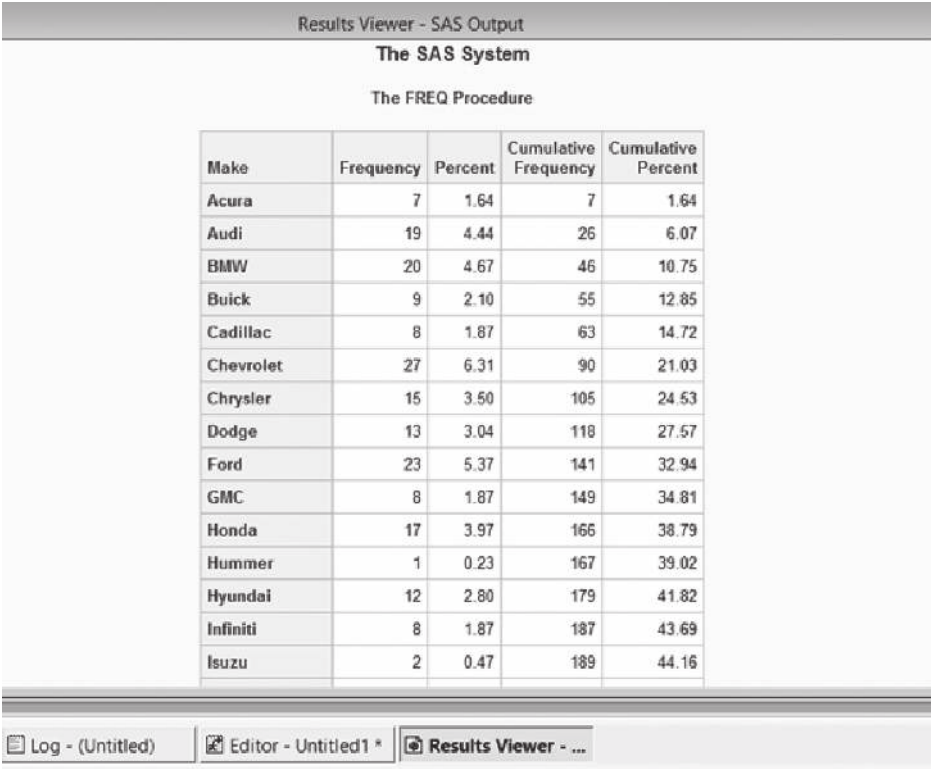 Results Viewer - SAS Output
The SAS System
The FREQ Procedure
Make Frequency Percent Cumulative Frequency Cumulative Percent
Acura 7 1.64 7 1.64
Audi 19 4.44 26 6.07
BMW 20 4.67 46 10.75
Buick 9 2.10 55 12.85
Cadillac 8 1.87 63 14.72
Chevrolet 27 6.31 90 21.03
Chrysler 15 3.50 105 24.53
Dodge 13 3.04 118 27.57
Ford 23 5.37 141 32.94
GMC 8 1.87 149 34.81
Honda 17 3.97 166 38.79
Hummer 1 0.23 167 39.02
Hyundai 12 2.80 179 41.82
Infiniti 8 1.87 187 43.69
Isuzu 2 0.47 189 44.16
Log - (Untitled) Editor - Untitled1 * Results Viewer - ...